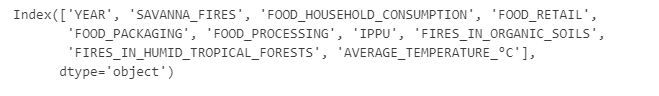 Index(['YEAR', 'SAVANNA_FIRES', 'FOOD_HOUSEHOLD_CONSUMPTION', 'FOOD_RETAIL',
'FOOD_PACKAGING', 'FOOD_PROCESSING', 'IPPU', 'FIRES_IN_ORGANIC_SOILS',
'FIRES_IN_HUMID_TROPICAL_FORESTS', 'AVERAGE_TEMPERATURE_°C'],
dtype='object')